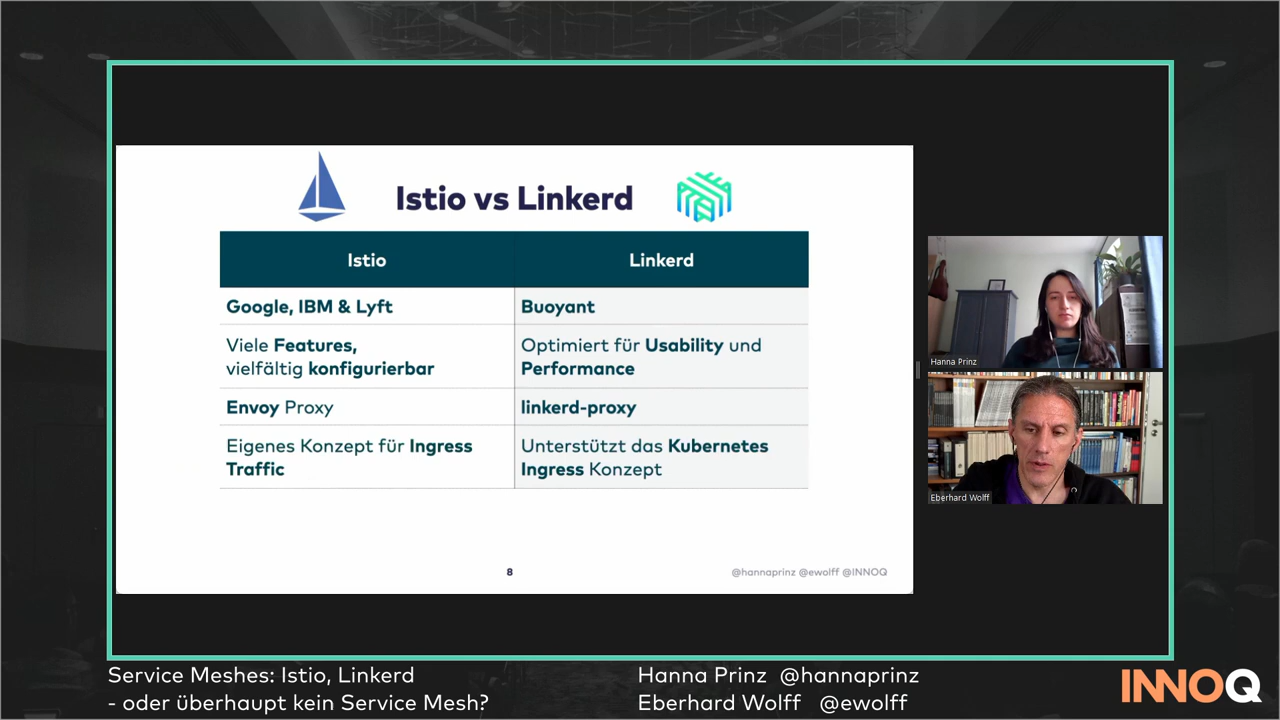 Istio vs Linkerd
Istio
Linkerd
Google, IBM & Lyft
Buoyant
Viele Features,
vielfältig konfigurierbar
Optimiert für Usability und
Performance
Envoy Proxy
linkerd-proxy
Eigenes Konzept für Ingress
Traffic
Unterstützt das Kubernetes
Ingress Konzept
8
@hannaprinz @ewolff @INNOQ
Hanna Prinz
Eberhard Wolff
Service Meshes: Istio, Linkerd
- oder überhaupt kein Service Mesh?
Hanna Prinz @hannaprinz
Eberhard Wolff @ewolff
INNOQ